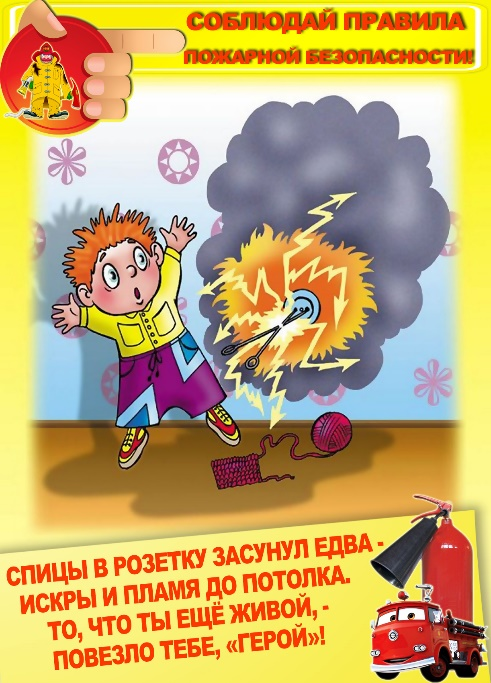 СОБЛЮДАЙ ПРАВИЛА
ПОЖАРНОЙ БЕЗОПАСНОСТИ!
СПИЦЫ В РОЗЕТКУ ЗАСУНУЛ ЕДВА -
ИСКРЫ И ПЛАМЯ ДО ПОТОЛКА.
ТО, ЧТО ТЫ ЕЩЁ ЖИВОЙ, -
ПОВЕЗЛО ТЕБЕ, «ГЕРОЙ»!